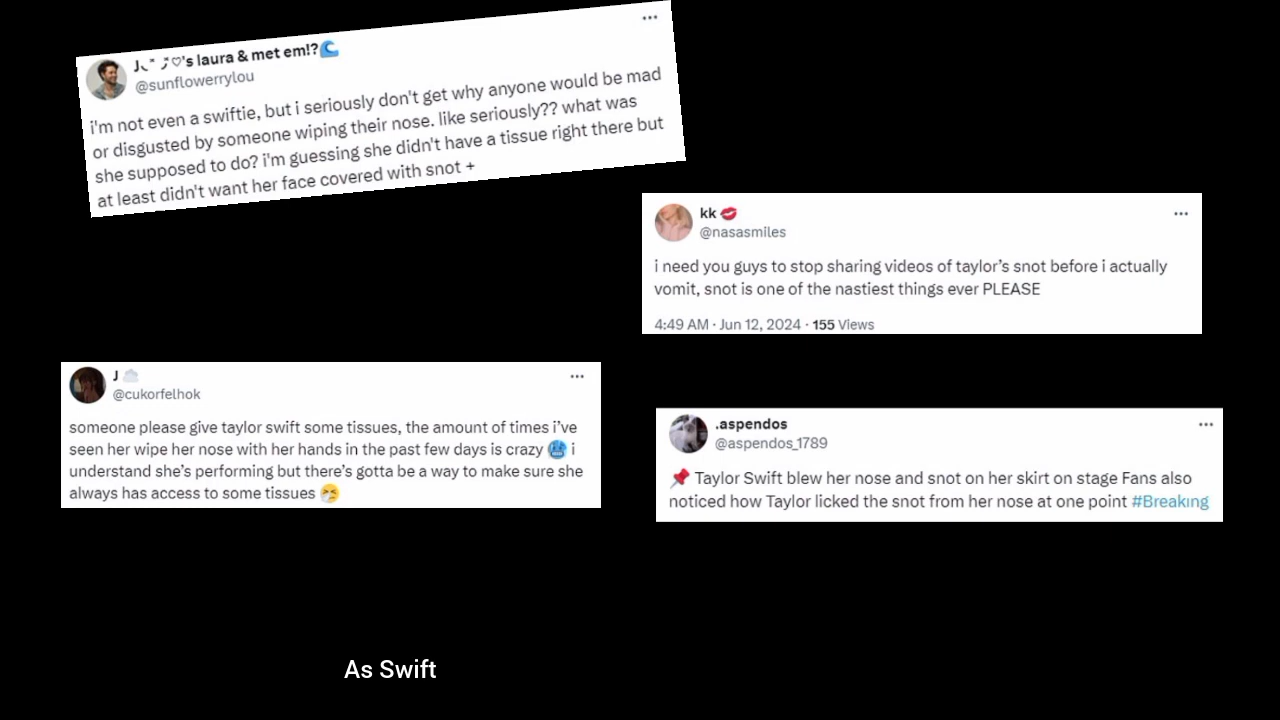 J◟̆ ◞̆♡'s laura & met em!?🌊
@sunflowerrylou
i'm not even a swiftie, but i seriously don't get why anyone would be mad
or disgusted by someone wiping their nose. like seriously?? what was
she supposed to do? i'm guessing she didn't have a tissue right there but
at least didn't want her face covered with snot +
kk 💋
@nasasmiles
i need you guys to stop sharing videos of taylor's snot before i actually
vomit, snot is one of the nastiest things ever PLEASE
4:49 AM · Jun 12, 2024 · 155 Views
J ☁️
@cukorfelhok
someone please give taylor swift some tissues, the amount of times i've
seen her wipe her nose with her hands in the past few days is crazy 🥶 i
understand she's performing but there's gotta be a way to make sure she
always has access to some tissues 🤧
.aspendos
@aspendos_1789
📌 Taylor Swift blew her nose and snot on her skirt on stage Fans also
noticed how Taylor licked the snot from her nose at one point #Breakıng
As Swift